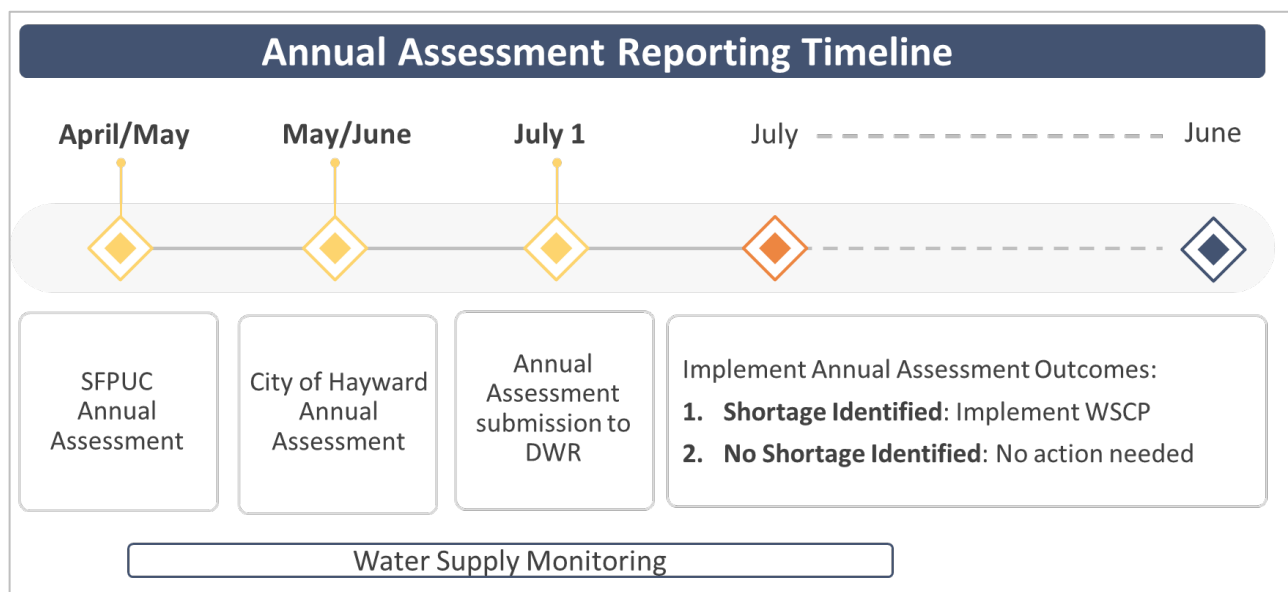 Annual Assessment Reporting Timeline
April/May
May/June
July 1
July
June
SFPUC
Annual
Assessment
City of Hayward
Annual
Assessment
Annual
Assessment
submission to
DWR
Implement Annual Assessment Outcomes:
1. Shortage Identified: Implement WSCP
2. No Shortage Identified: No action needed
Water Supply Monitoring